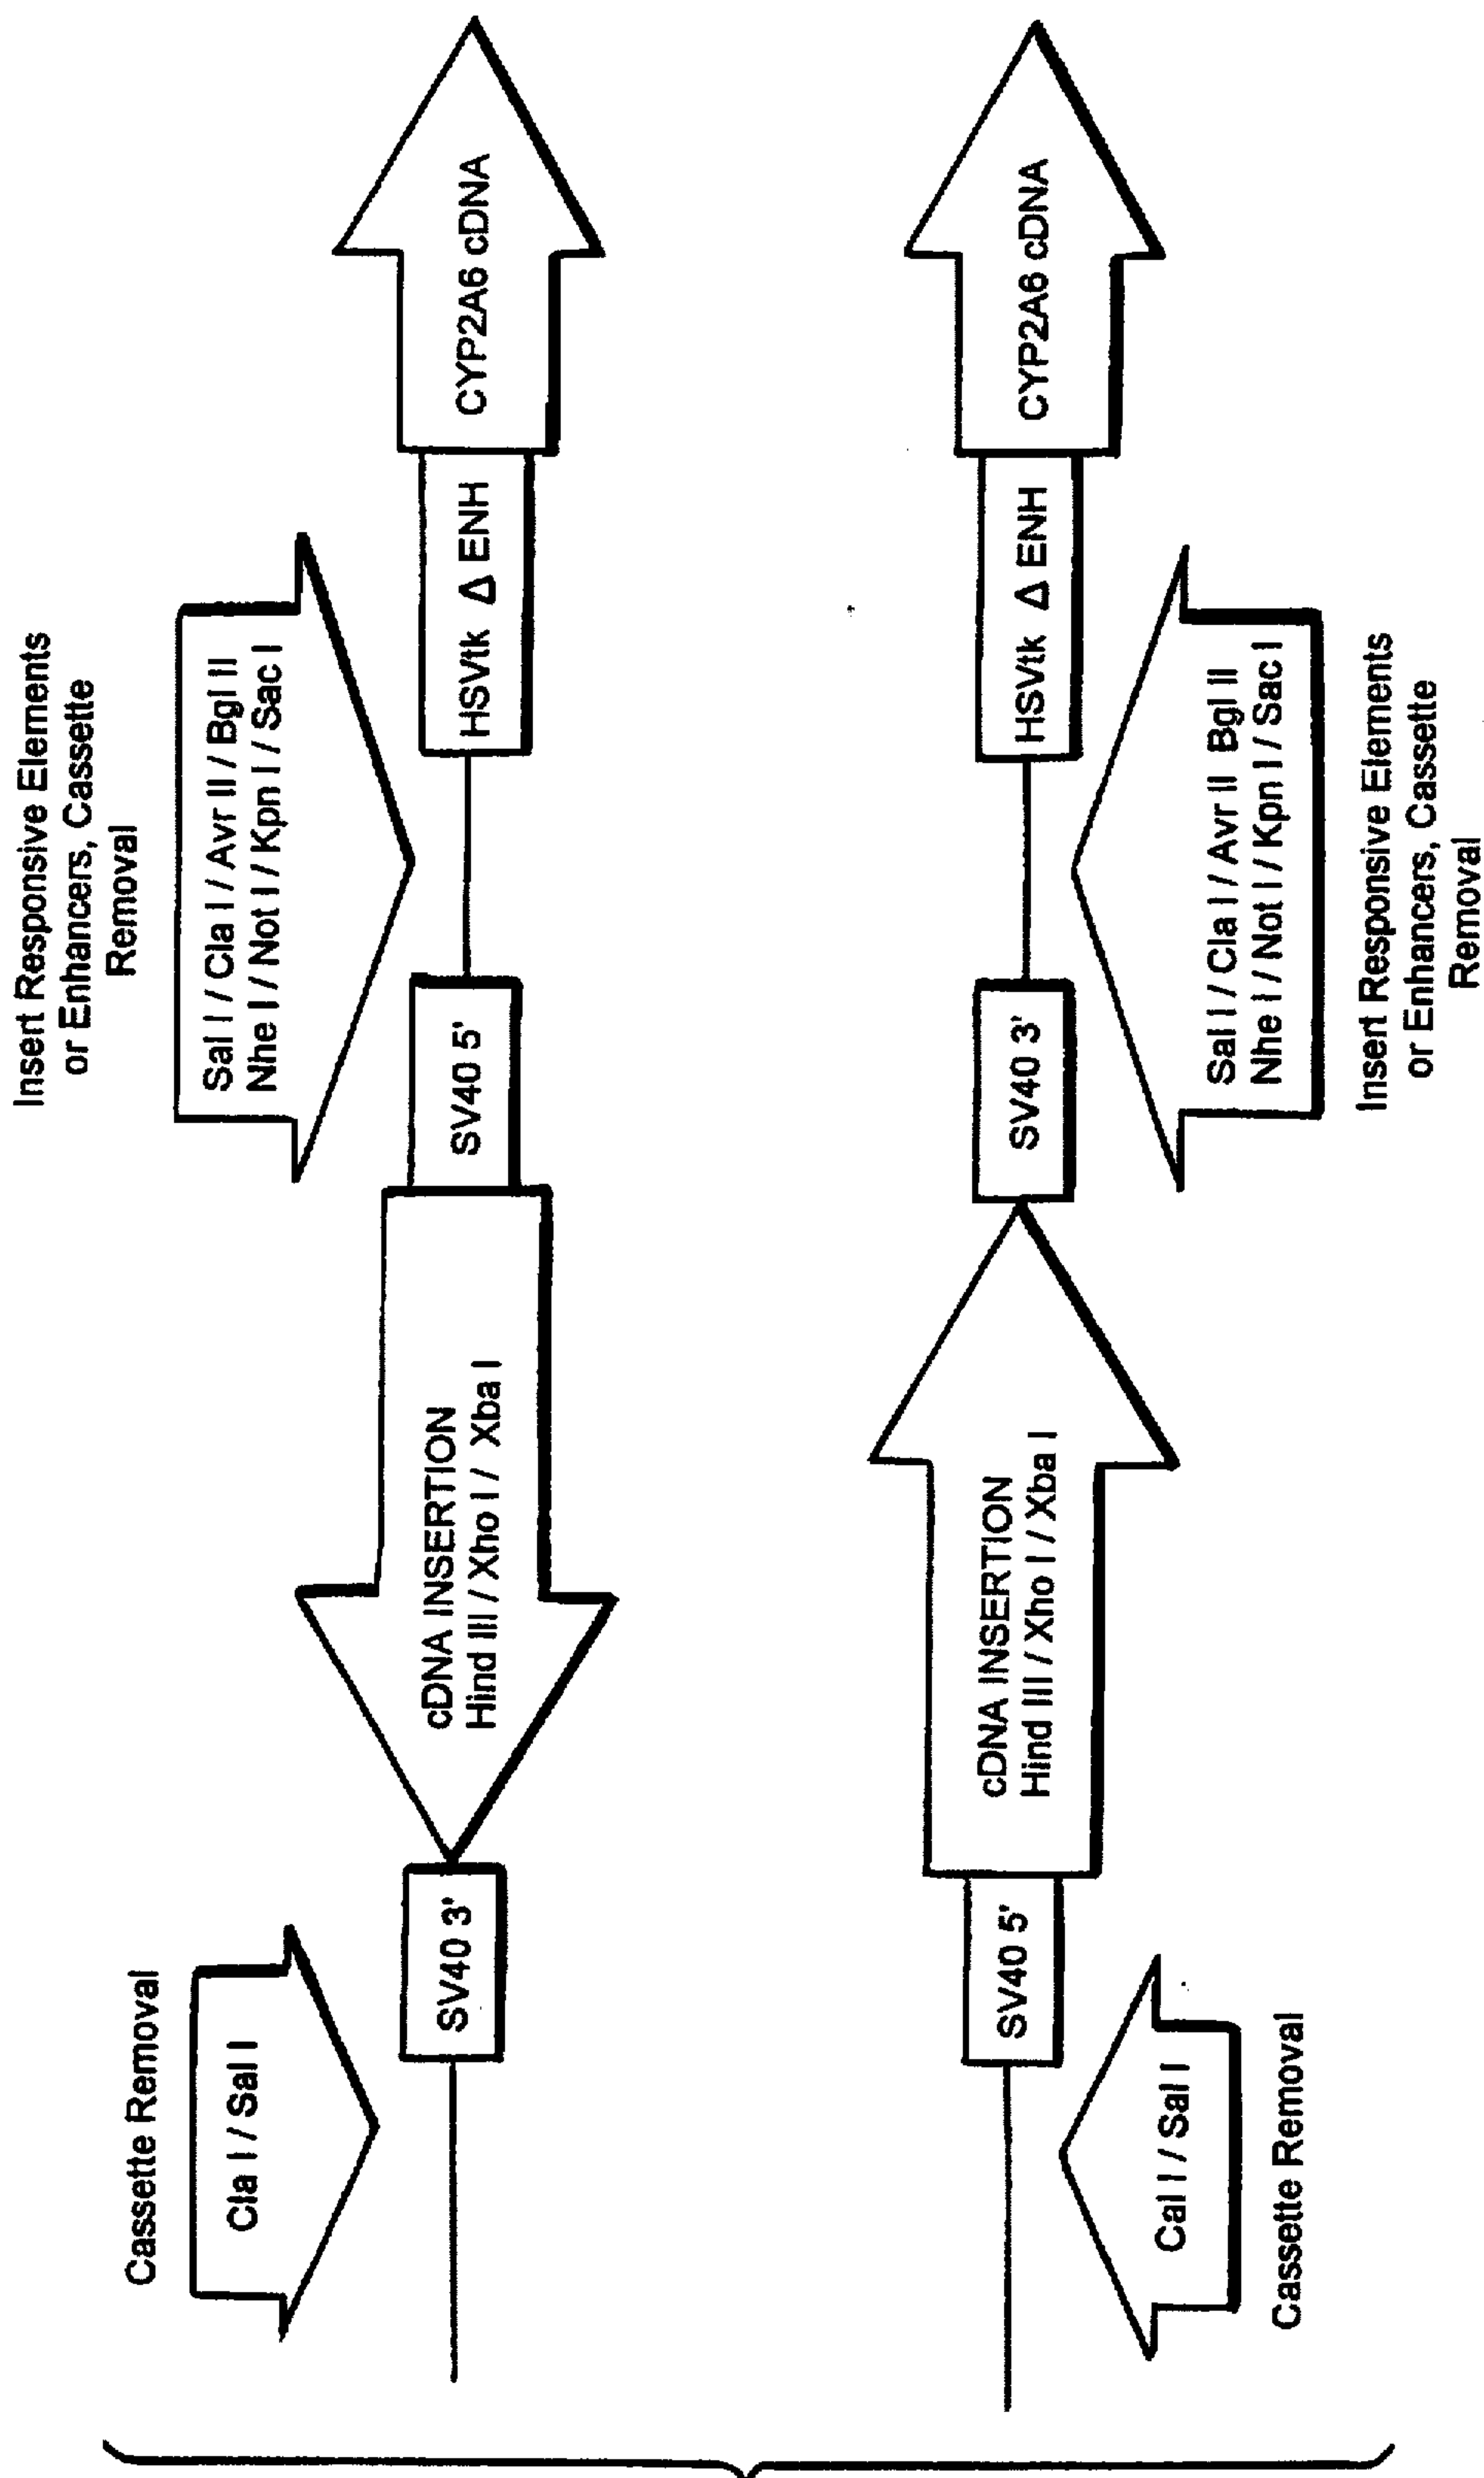 Cassette Removal
Cla I / Sal I
Insert Responsive Elements
or Enhancers, Cassette
Removal
Sal I / Cla I / Avr II / Bgl II
Nhe I / Not I / Kpn I / Sac I
SV40 3'
cDNA INSERTION
Hind III / Xho I / Xba I
SV40 5'
HSVtk Δ ENH
CYP2A6 cDNA
SV40 5'
cDNA INSERTION
Hind III / Xho I / Xba I
SV40 3'
HSVtk Δ ENH
CYP2A6 cDNA
Cal I / Sal I
Cassette Removal
Sal I / Cla I / Avr II Bgl II
Nhe I / Not I / Kpn I / Sac I
Insert Responsive Elements
or Enhancers, Cassette
Removal